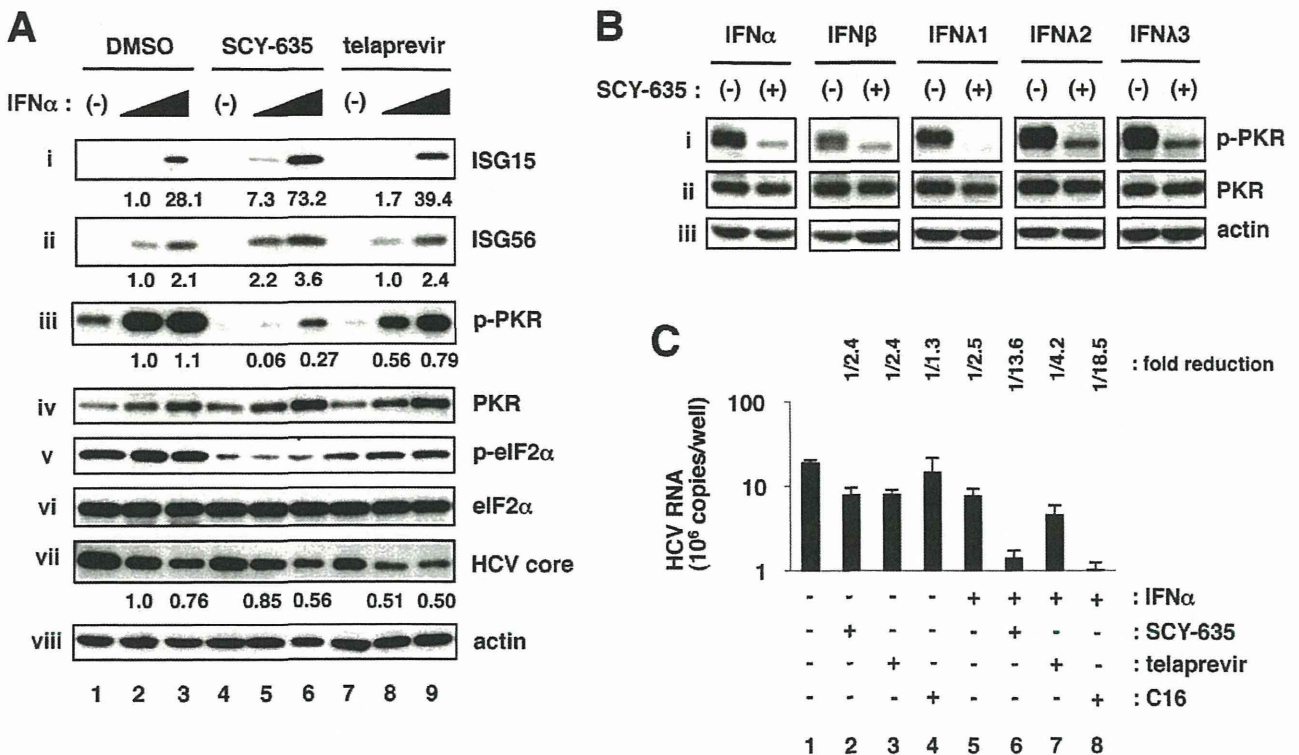 A
DMSO SCY-635 telaprevir
IFNα : (-) (-) (-)
i ISG15
1.0 28.1 7.3 73.2 1.7 39.4
ii ISG56
1.0 2.1 2.2 3.6 1.0 2.4
iii p-PKR
1.0 1.1 0.06 0.27 0.56 0.79
iv PKR
v p-eIF2α
vi eIF2α
vii HCV core
1.0 0.76 0.85 0.56 0.51 0.50
viii actin
1 2 3 4 5 6 7 8 9
B
IFNα IFNβ IFNλ1 IFNλ2 IFNλ3
SCY-635 : (-) (+) (-) (+) (-) (+) (-) (+) (-) (+)
i p-PKR
ii PKR
iii actin
C
1/2.4 1/2.4 1/1.3 1/2.5 1/13.6 1/4.2 1/18.5 : fold reduction
HCV RNA
(10⁶ copies/well)
100
10
1
- - - - + + + + : IFNα
- + - - - + - - : SCY-635
- - + - - - + - : telaprevir
- - - + - - - + : C16
1 2 3 4 5 6 7 8